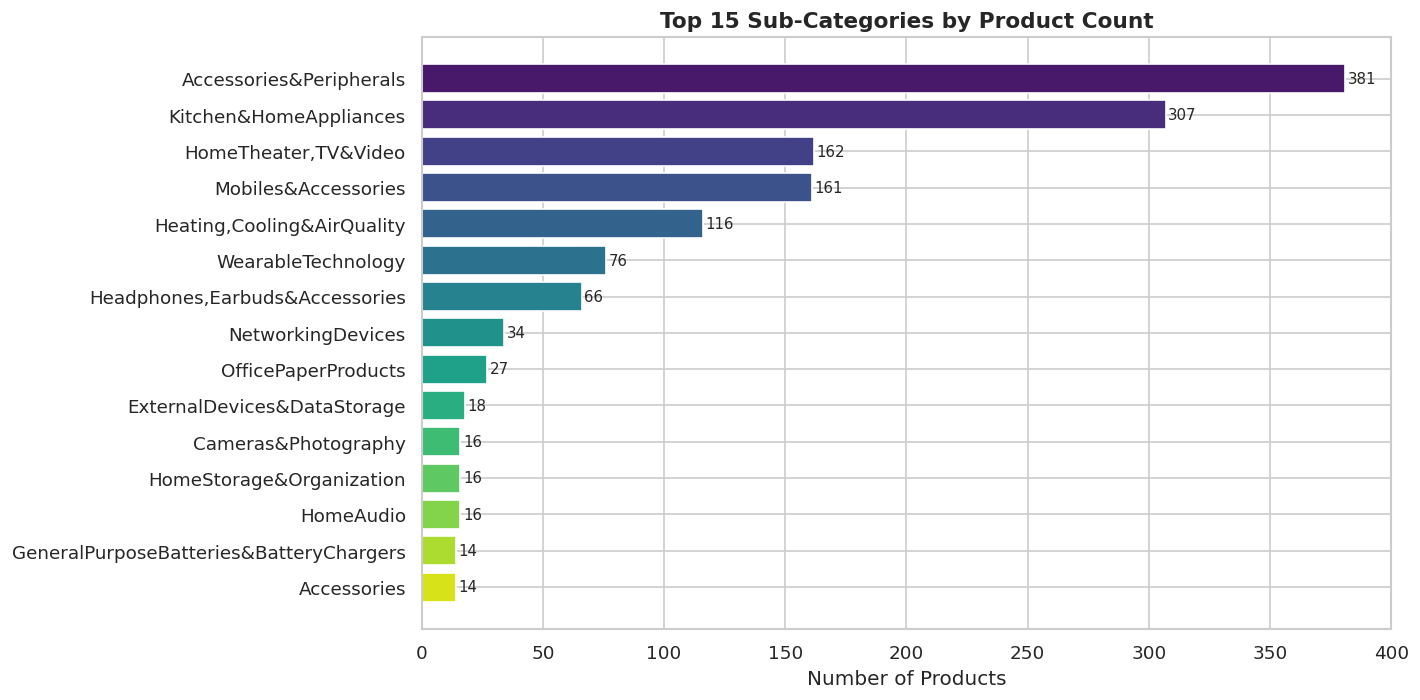 Top 15 Sub-Categories by Product Count
Accessories&Peripherals 381
Kitchen&HomeAppliances 307
HomeTheater,TV&Video 162
Mobiles&Accessories 161
Heating,Cooling&AirQuality 116
WearableTechnology 76
Headphones,Earbuds&Accessories 66
NetworkingDevices 34
OfficePaperProducts 27
ExternalDevices&DataStorage 18
Cameras&Photography 16
HomeStorage&Organization 16
HomeAudio 16
GeneralPurposeBatteries&BatteryChargers 14
Accessories 14
0 50 100 150 200 250 300 350 400
Number of Products